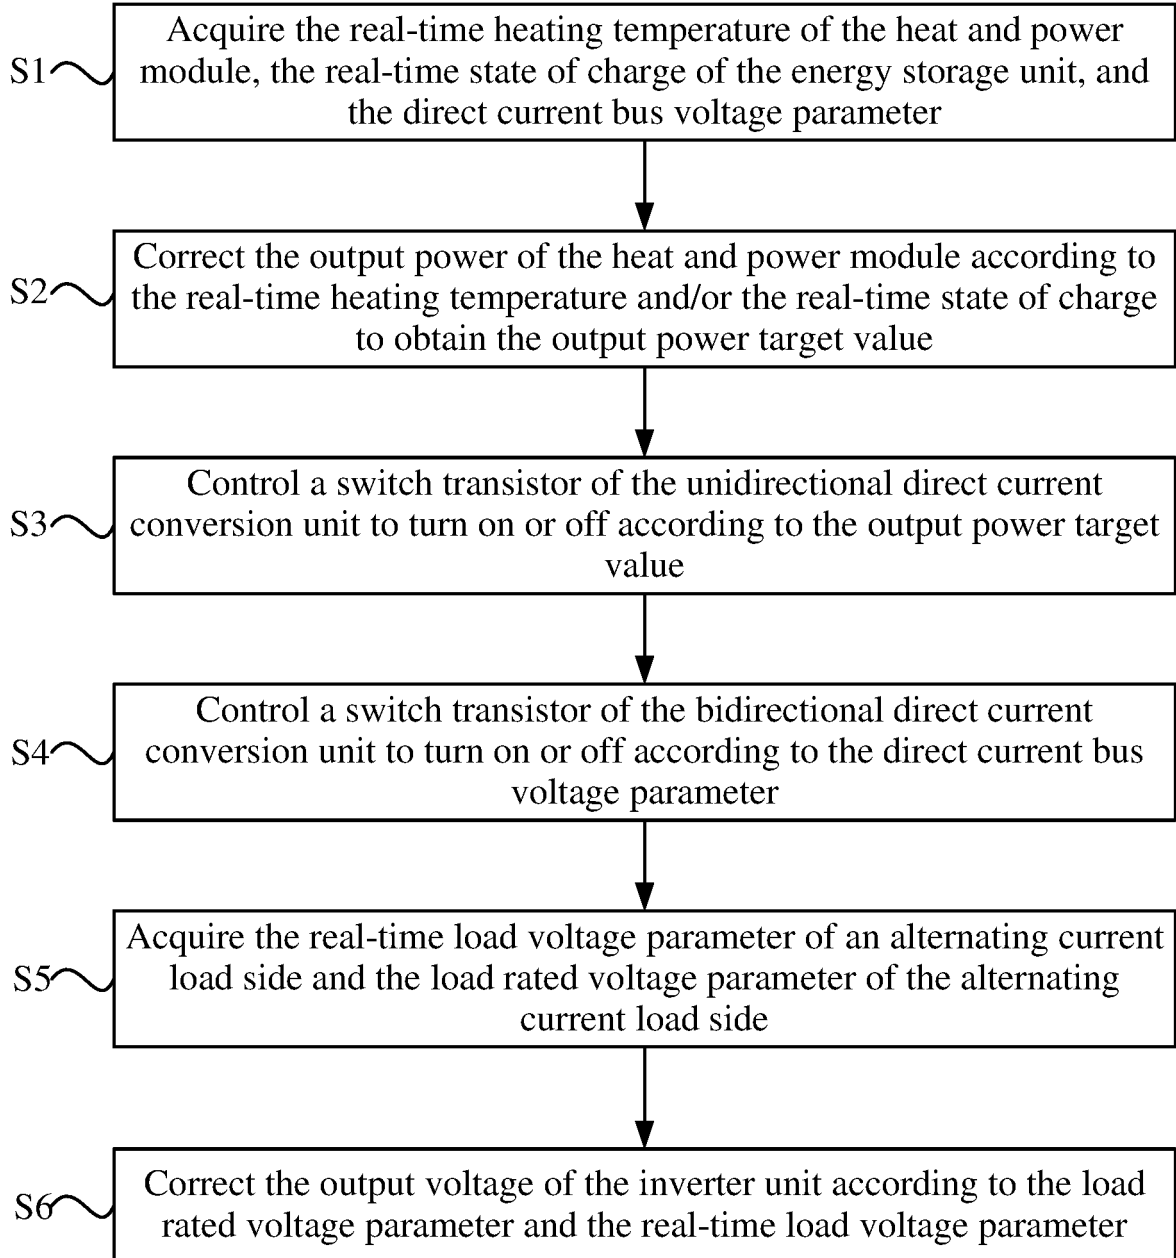 Acquire the real-time heating temperature of the heat and power
S1
module, the real-time state of charge of the energy storage unit, and
the direct current bus voltage parameter
Correct the output power of the heat and power module according to
S2
the real-time heating temperature and/or the real-time state of charge
to obtain the output power target value
Control a switch transistor of the unidirectional direct current
S3
conversion unit to turn on or off according to the output power target
value
Control a switch transistor of the bidirectional direct current
S4
conversion unit to turn on or off according to the direct current bus
voltage parameter
Acquire the real-time load voltage parameter of an alternating current
S5
load side and the load rated voltage parameter of the alternating
current load side
S6
Correct the output voltage of the inverter unit according to the load
rated voltage parameter and the real-time load voltage parameter